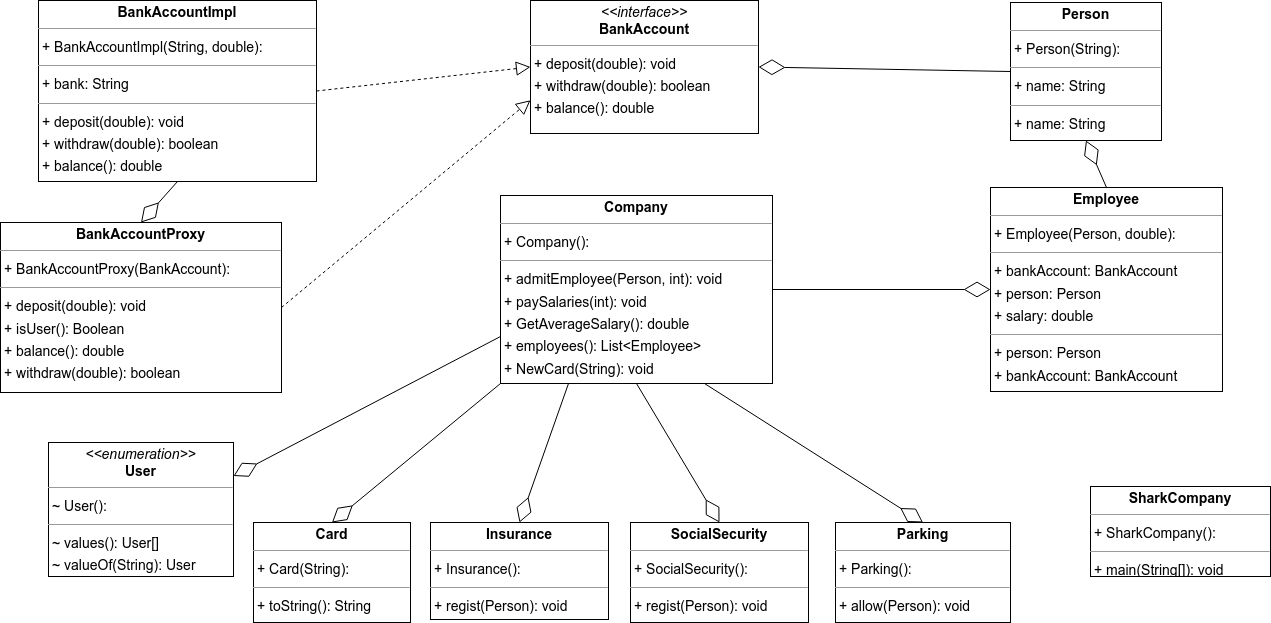 BankAccountImpl
+ BankAccountImpl(String, double):
+ bank: String
+ deposit(double): void
+ withdraw(double): boolean
+ balance(): double
<<interface>>
BankAccount
+ deposit(double): void
+ withdraw(double): boolean
+ balance(): double
Person
+ Person(String):
+ name: String
+ name: String
BankAccountProxy
+ BankAccountProxy(BankAccount):
+ deposit(double): void
+ isUser(): Boolean
+ balance(): double
+ withdraw(double): boolean
Company
+ Company():
+ admitEmployee(Person, int): void
+ paySalaries(int): void
+ GetAverageSalary(): double
+ employees(): List<Employee>
+ NewCard(String): void
Employee
+ Employee(Person, double):
+ bankAccount: BankAccount
+ person: Person
+ salary: double
+ person: Person
+ bankAccount: BankAccount
<<enumeration>>
User
~ User():
~ values(): User[]
~ valueOf(String): User
Card
+ Card(String):
+ toString(): String
Insurance
+ Insurance():
+ regist(Person): void
SocialSecurity
+ SocialSecurity():
+ regist(Person): void
Parking
+ Parking():
+ allow(Person): void
SharkCompany
+ SharkCompany():
+ main(String[]): void